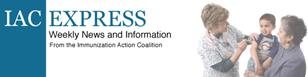 IAC EXPRESS
Weekly News and Information
From the Immunization Action Coalition